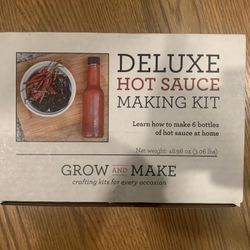 DELUXE
HOT SAUCE
MAKING KIT
Learn how to make 6 bottles
of hot sauce at home
Net weight: 48.96 oz (3.06 lbs)
GROW AND MAKE
crafting kits for every occasion